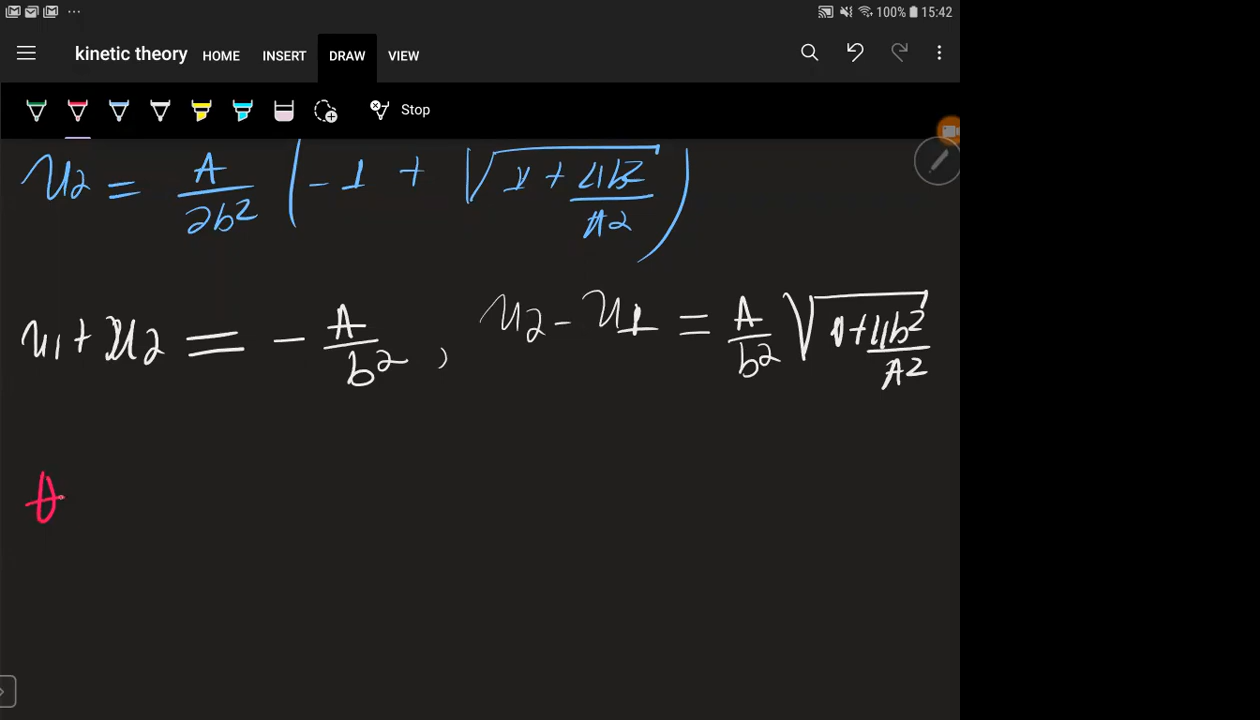 100% 15:42
kinetic theory HOME INSERT DRAW VIEW
Stop
u2 = A/2b² (-1 + √(1 + 4b²/A2))
u1 + u2 = - A/b² , u2 - u1 = A/b² √(1 + 4b²/A²)
θ